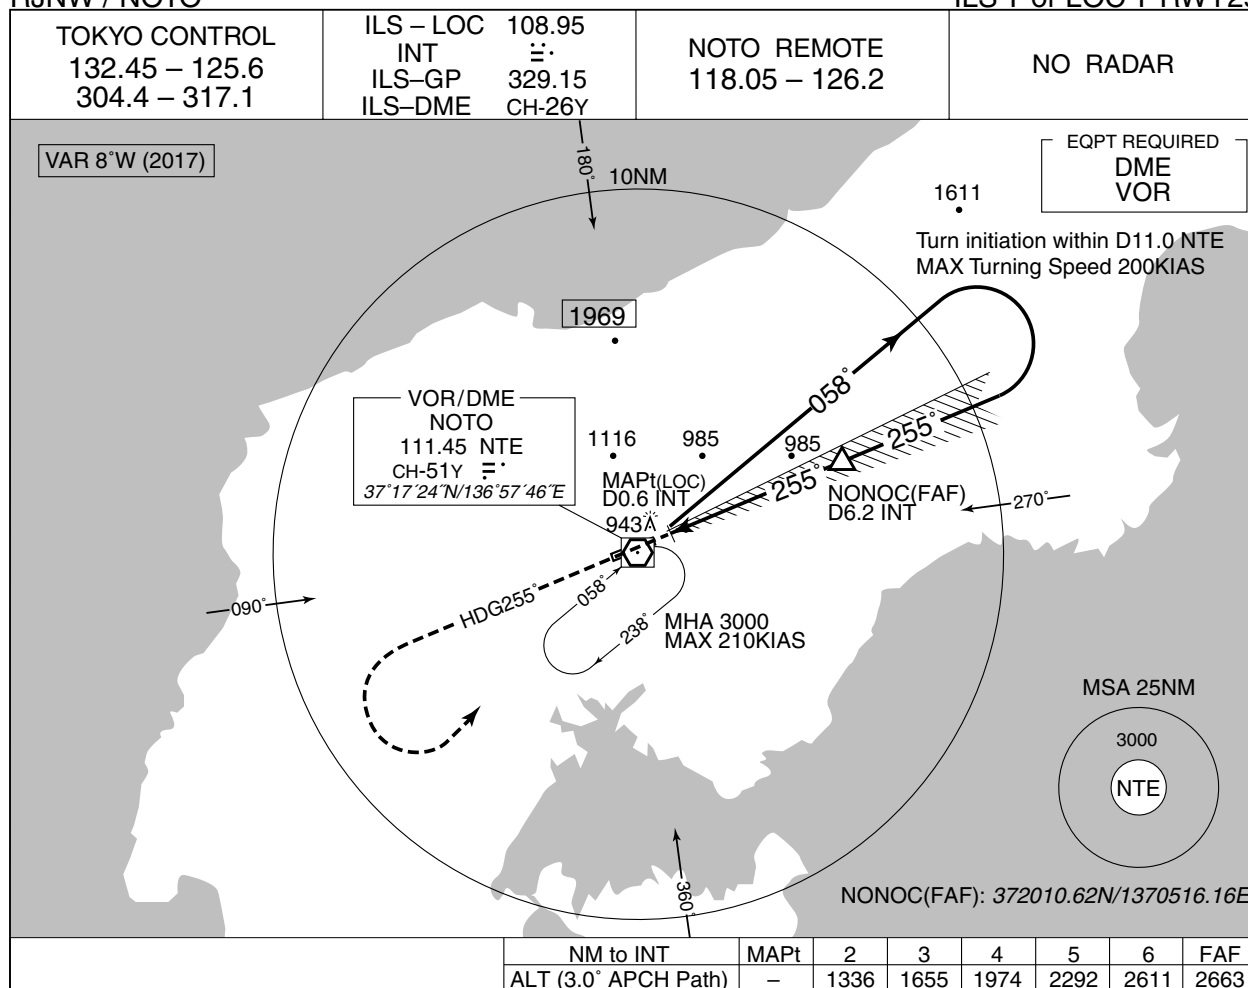 TOKYO CONTROL
132.45 – 125.6
304.4 – 317.1
ILS – LOC 108.95
INT
ILS–GP 329.15
ILS–DME CH-26Y
NOTO REMOTE
118.05 – 126.2
NO RADAR
VAR 8°W (2017)
EQPT REQUIRED
DME
VOR
180°
10NM
1611
Turn initiation within D11.0 NTE
MAX Turning Speed 200KIAS
1969
058°
VOR/DME
NOTO
111.45 NTE
CH-51Y
37°17′24″N/136°57′46″E
1116
985
985
255°
255°
MAPt(LOC)
D0.6 INT
NONOC(FAF)
D6.2 INT
270°
943
090°
HDG255°
058°
238°
MHA 3000
MAX 210KIAS
MSA 25NM
3000
NTE
360°
NONOC(FAF): 372010.62N/1370516.16E
NM to INT MAPt 2 3 4 5 6 FAF
ALT (3.0° APCH Path) – 1336 1655 1974 2292 2611 2663